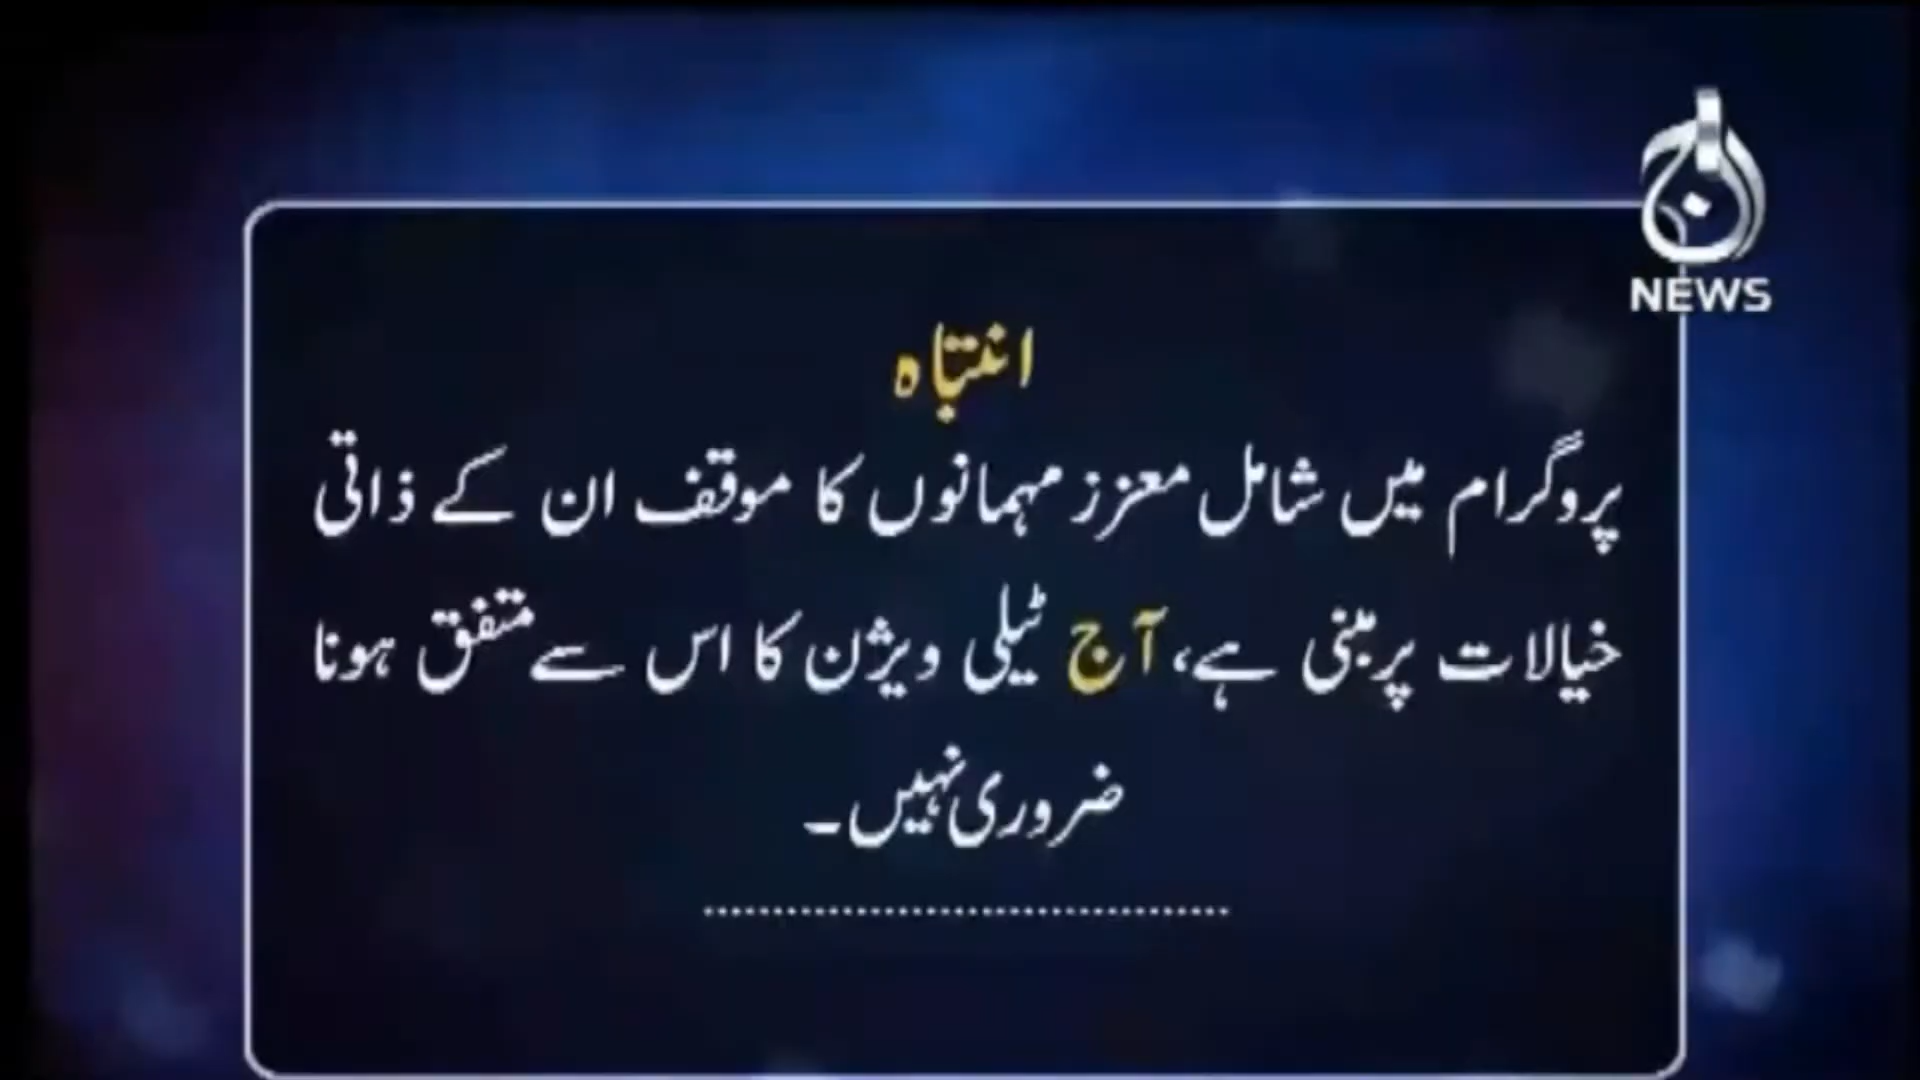 آج
NEWS
انتباہ
پروگرام میں شامل معزز مہمانوں کا موقف ان کے ذاتی
خیالات پر مبنی ہے، آج ٹیلی ویژن کا اس سے متفق ہونا
ضروری نہیں۔